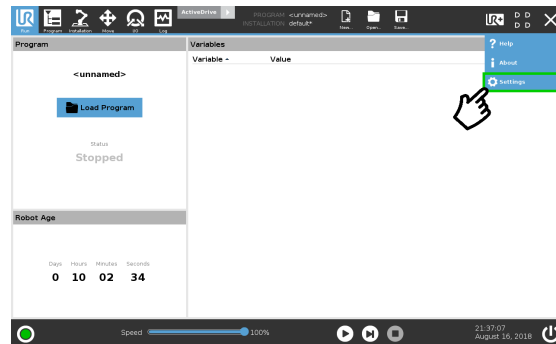 UR
Run
Program
Installation
Move
I/O
Log
ActiveDrive
PROGRAM <unnamed>
INSTALLATION default*
New...
Open...
Save...
UR+
D D
D D
Program
Variables
? Help
i About
Settings
Variable
Value
<unnamed>
Load Program
Status
Stopped
Robot Age
Days Hours Minutes Seconds
0 10 02 34
Speed 100%
21:37:07
August 16, 2018